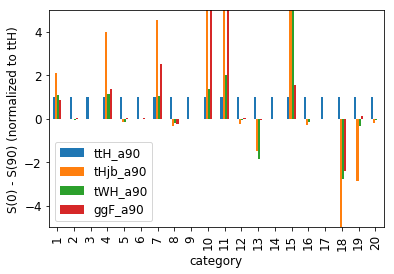 S(0) - S(90) (normalized to ttH)
4
2
0
−2
−4
ttH_a90
tHjb_a90
tWH_a90
ggF_a90
1 2 3 4 5 6 7 8 9 10 11 12 13 14 15 16 17 18 19 20
category